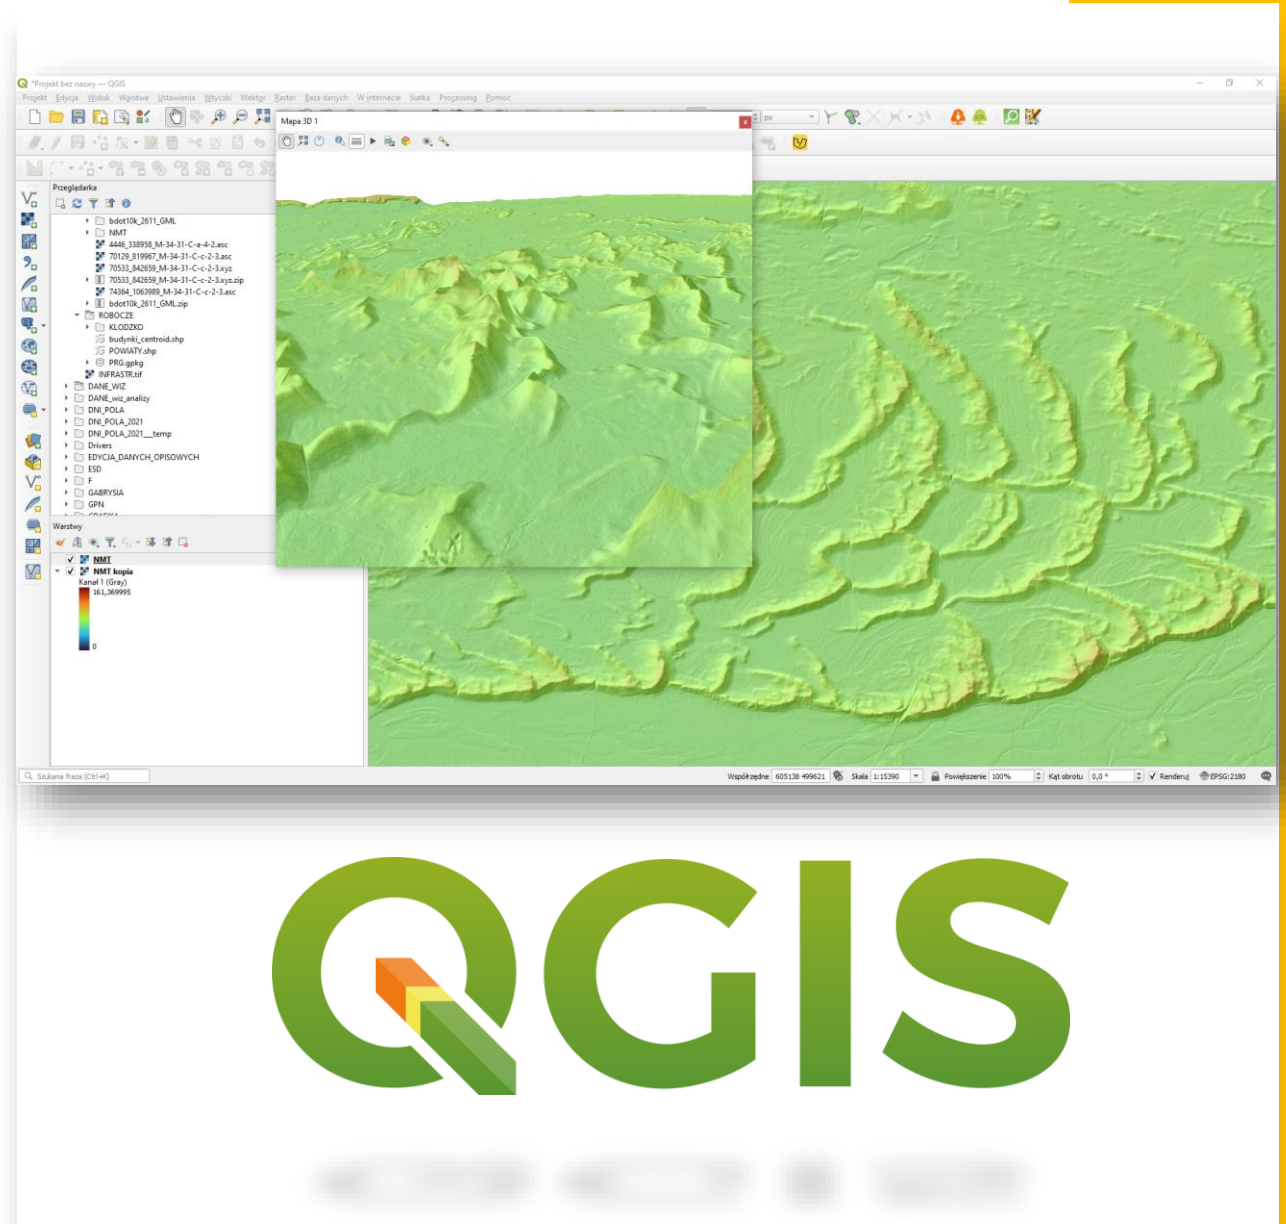 *Projekt bez nazwy — QGIS
Projekt Edycja Widok Warstwa Ustawienia Wtyczki Wektor Raster Baza danych W internecie Siatka Processing Pomoc
px
Mapa 3D 1
Przeglądarka
bdot10k_2611_GML
NMT
4446_338958_M-34-31-C-a-4-2.asc
70129_819967_M-34-31-C-c-2-3.asc
70533_842659_M-34-31-C-c-2-3.xyz
70533_842659_M-34-31-C-c-2-3.xyz.zip
74364_1063989_M-34-31-C-c-2-3.asc
bdot10k_2611_GML.zip
ROBOCZE
KLODZKO
budynki_centroid.shp
POWIATY.shp
PRG.gpkg
INFRASTR.tif
DANE_WIZ
DANE_wiz_analizy
DNI_POLA
DNI_POLA_2021
DNI_POLA_2021__temp
Drivers
EDYCJA_DANYCH_OPISOWYCH
ESD
F
GABRYSIA
GPN
Warstwy
NMT
NMT kopia
Kanał 1 (Gray)
161,369995
0
Szukana fraza (Ctrl+K)
Współrzędne 605138 499621 Skala 1:15390 Powiększenie 100% Kąt obrotu 0,0 ° Renderuj EPSG:2180
QGIS